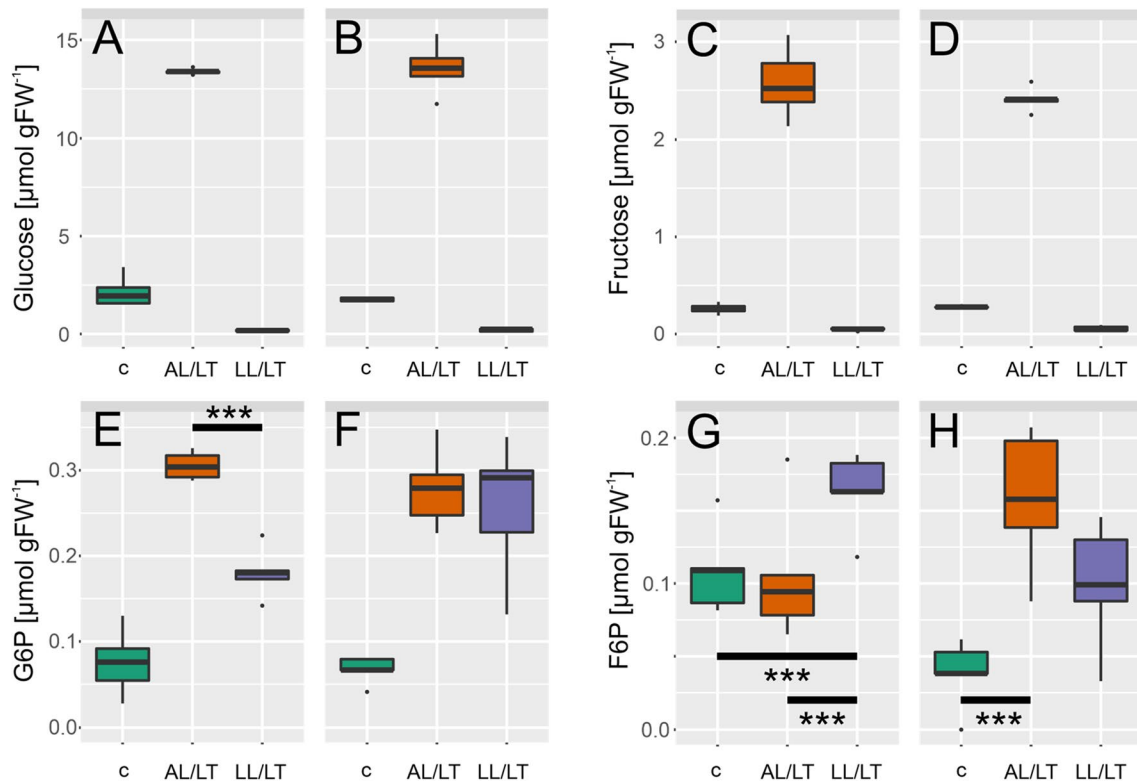 A
B
Glucose [µmol gFW⁻¹]
15
10
5
0
c
AL/LT
LL/LT
c
AL/LT
LL/LT
C
D
Fructose [µmol gFW⁻¹]
3
2
1
0
c
AL/LT
LL/LT
c
AL/LT
LL/LT
E
F
***
G6P [µmol gFW⁻¹]
0.3
0.2
0.1
0.0
c
AL/LT
LL/LT
c
AL/LT
LL/LT
G
H
F6P [µmol gFW⁻¹]
0.2
0.1
0.0
***
***
***
c
AL/LT
LL/LT
c
AL/LT
LL/LT